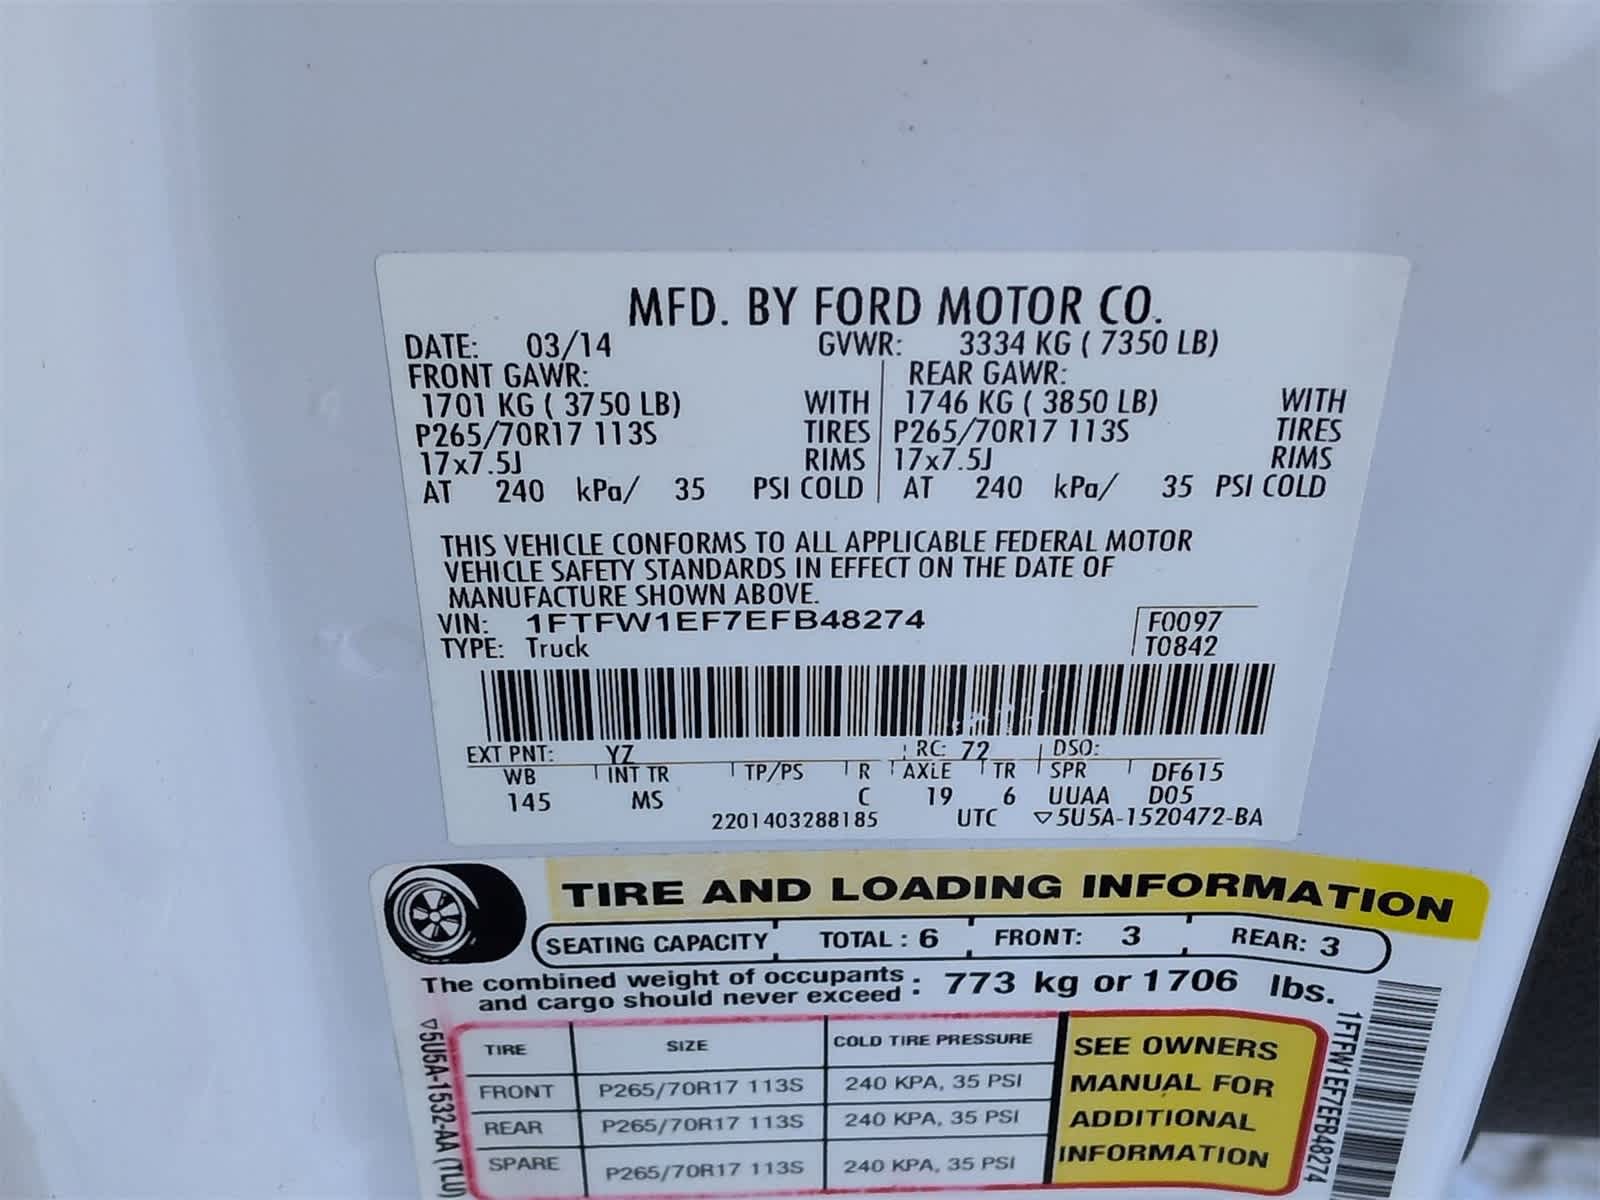 MFD. BY FORD MOTOR CO.
DATE: 03/14 GVWR: 3334 KG ( 7350 LB)
FRONT GAWR: REAR GAWR:
1701 KG ( 3750 LB) WITH 1746 KG ( 3850 LB) WITH
P265/70R17 113S TIRES P265/70R17 113S TIRES
17x7.5J RIMS 17x7.5J RIMS
AT 240 kPa/ 35 PSI COLD AT 240 kPa/ 35 PSI COLD
THIS VEHICLE CONFORMS TO ALL APPLICABLE FEDERAL MOTOR
VEHICLE SAFETY STANDARDS IN EFFECT ON THE DATE OF
MANUFACTURE SHOWN ABOVE.
VIN: 1FTFW1EF7EFB48274 F0097
TYPE: Truck T0842
EXT PNT: YZ RC: 72 DSO:
WB INT TR TP/PS R AXLE TR SPR DF615
145 MS C 19 6 UUAA D05
2201403288185 UTC ▽5U5A-1520472-BA
TIRE AND LOADING INFORMATION
SEATING CAPACITY TOTAL : 6 FRONT: 3 REAR: 3
The combined weight of occupants : 773 kg or 1706 lbs.
and cargo should never exceed
TIRE SIZE COLD TIRE PRESSURE
FRONT P265/70R17 113S 240 KPA, 35 PSI
REAR P265/70R17 113S 240 KPA, 35 PSI
SPARE P265/70R17 113S 240 KPA, 35 PSI
SEE OWNERS
MANUAL FOR
ADDITIONAL
INFORMATION
▽5U5A-1532-AA (TLU)
1FTFW1EF7EFB48274